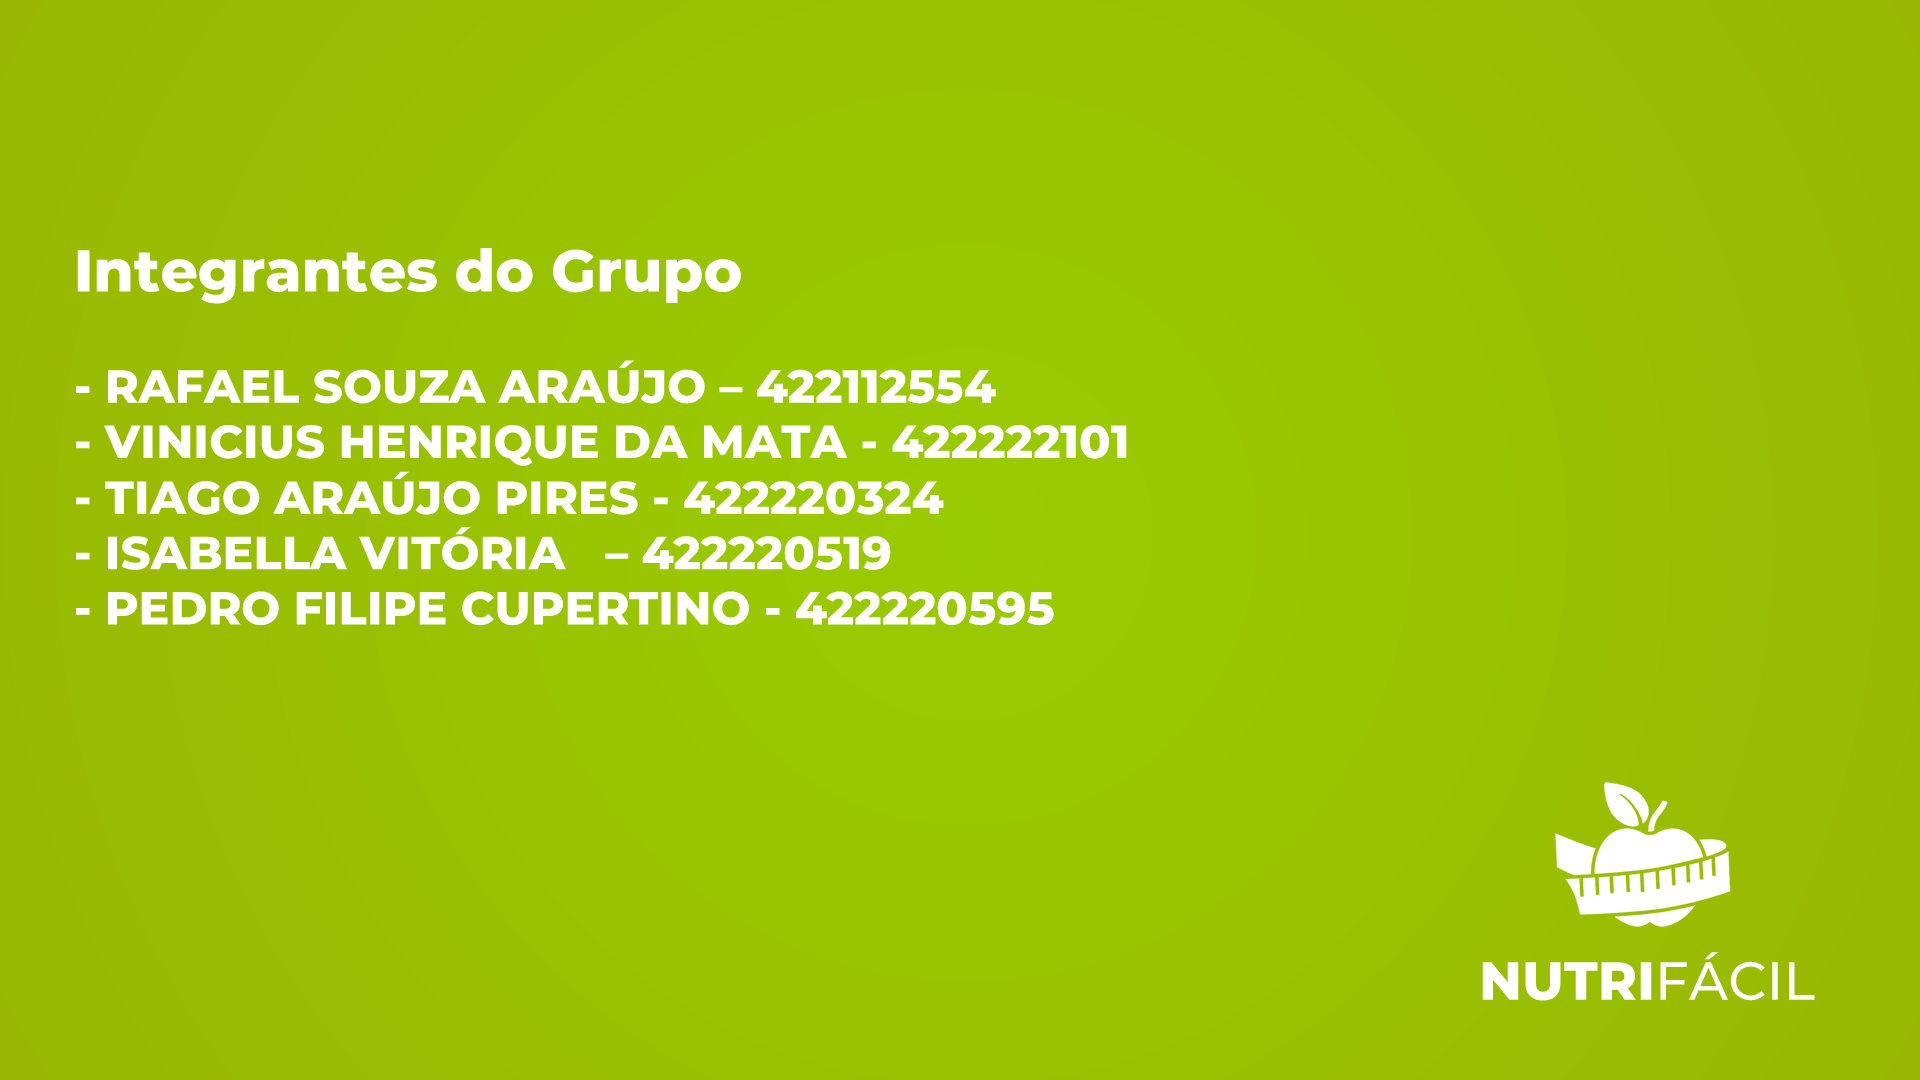 Integrantes do Grupo
- RAFAEL SOUZA ARAÚJO – 422112554
- VINICIUS HENRIQUE DA MATA - 422222101
- TIAGO ARAÚJO PIRES - 422220324
- ISABELLA VITÓRIA – 422220519
- PEDRO FILIPE CUPERTINO - 422220595
NUTRIFÁCIL